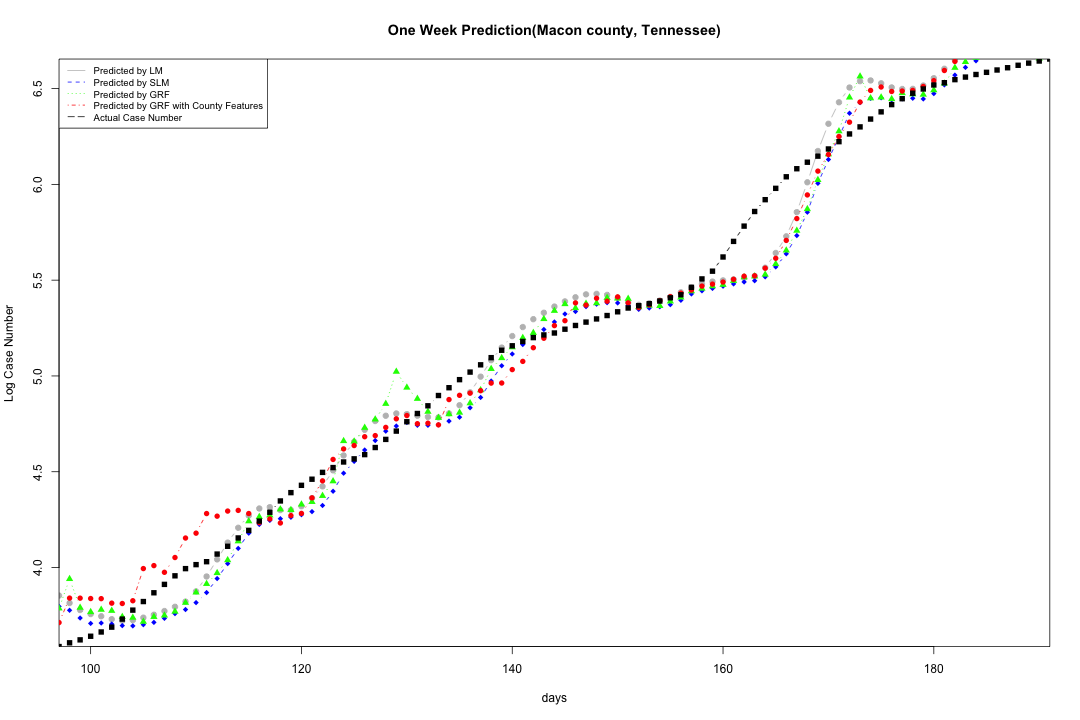 One Week Prediction(Macon county, Tennessee)
Predicted by LM
Predicted by SLM
Predicted by GRF
Predicted by GRF with County Features
Actual Case Number
Log Case Number
6.5
6.0
5.5
5.0
4.5
4.0
100 120 140 160 180
days